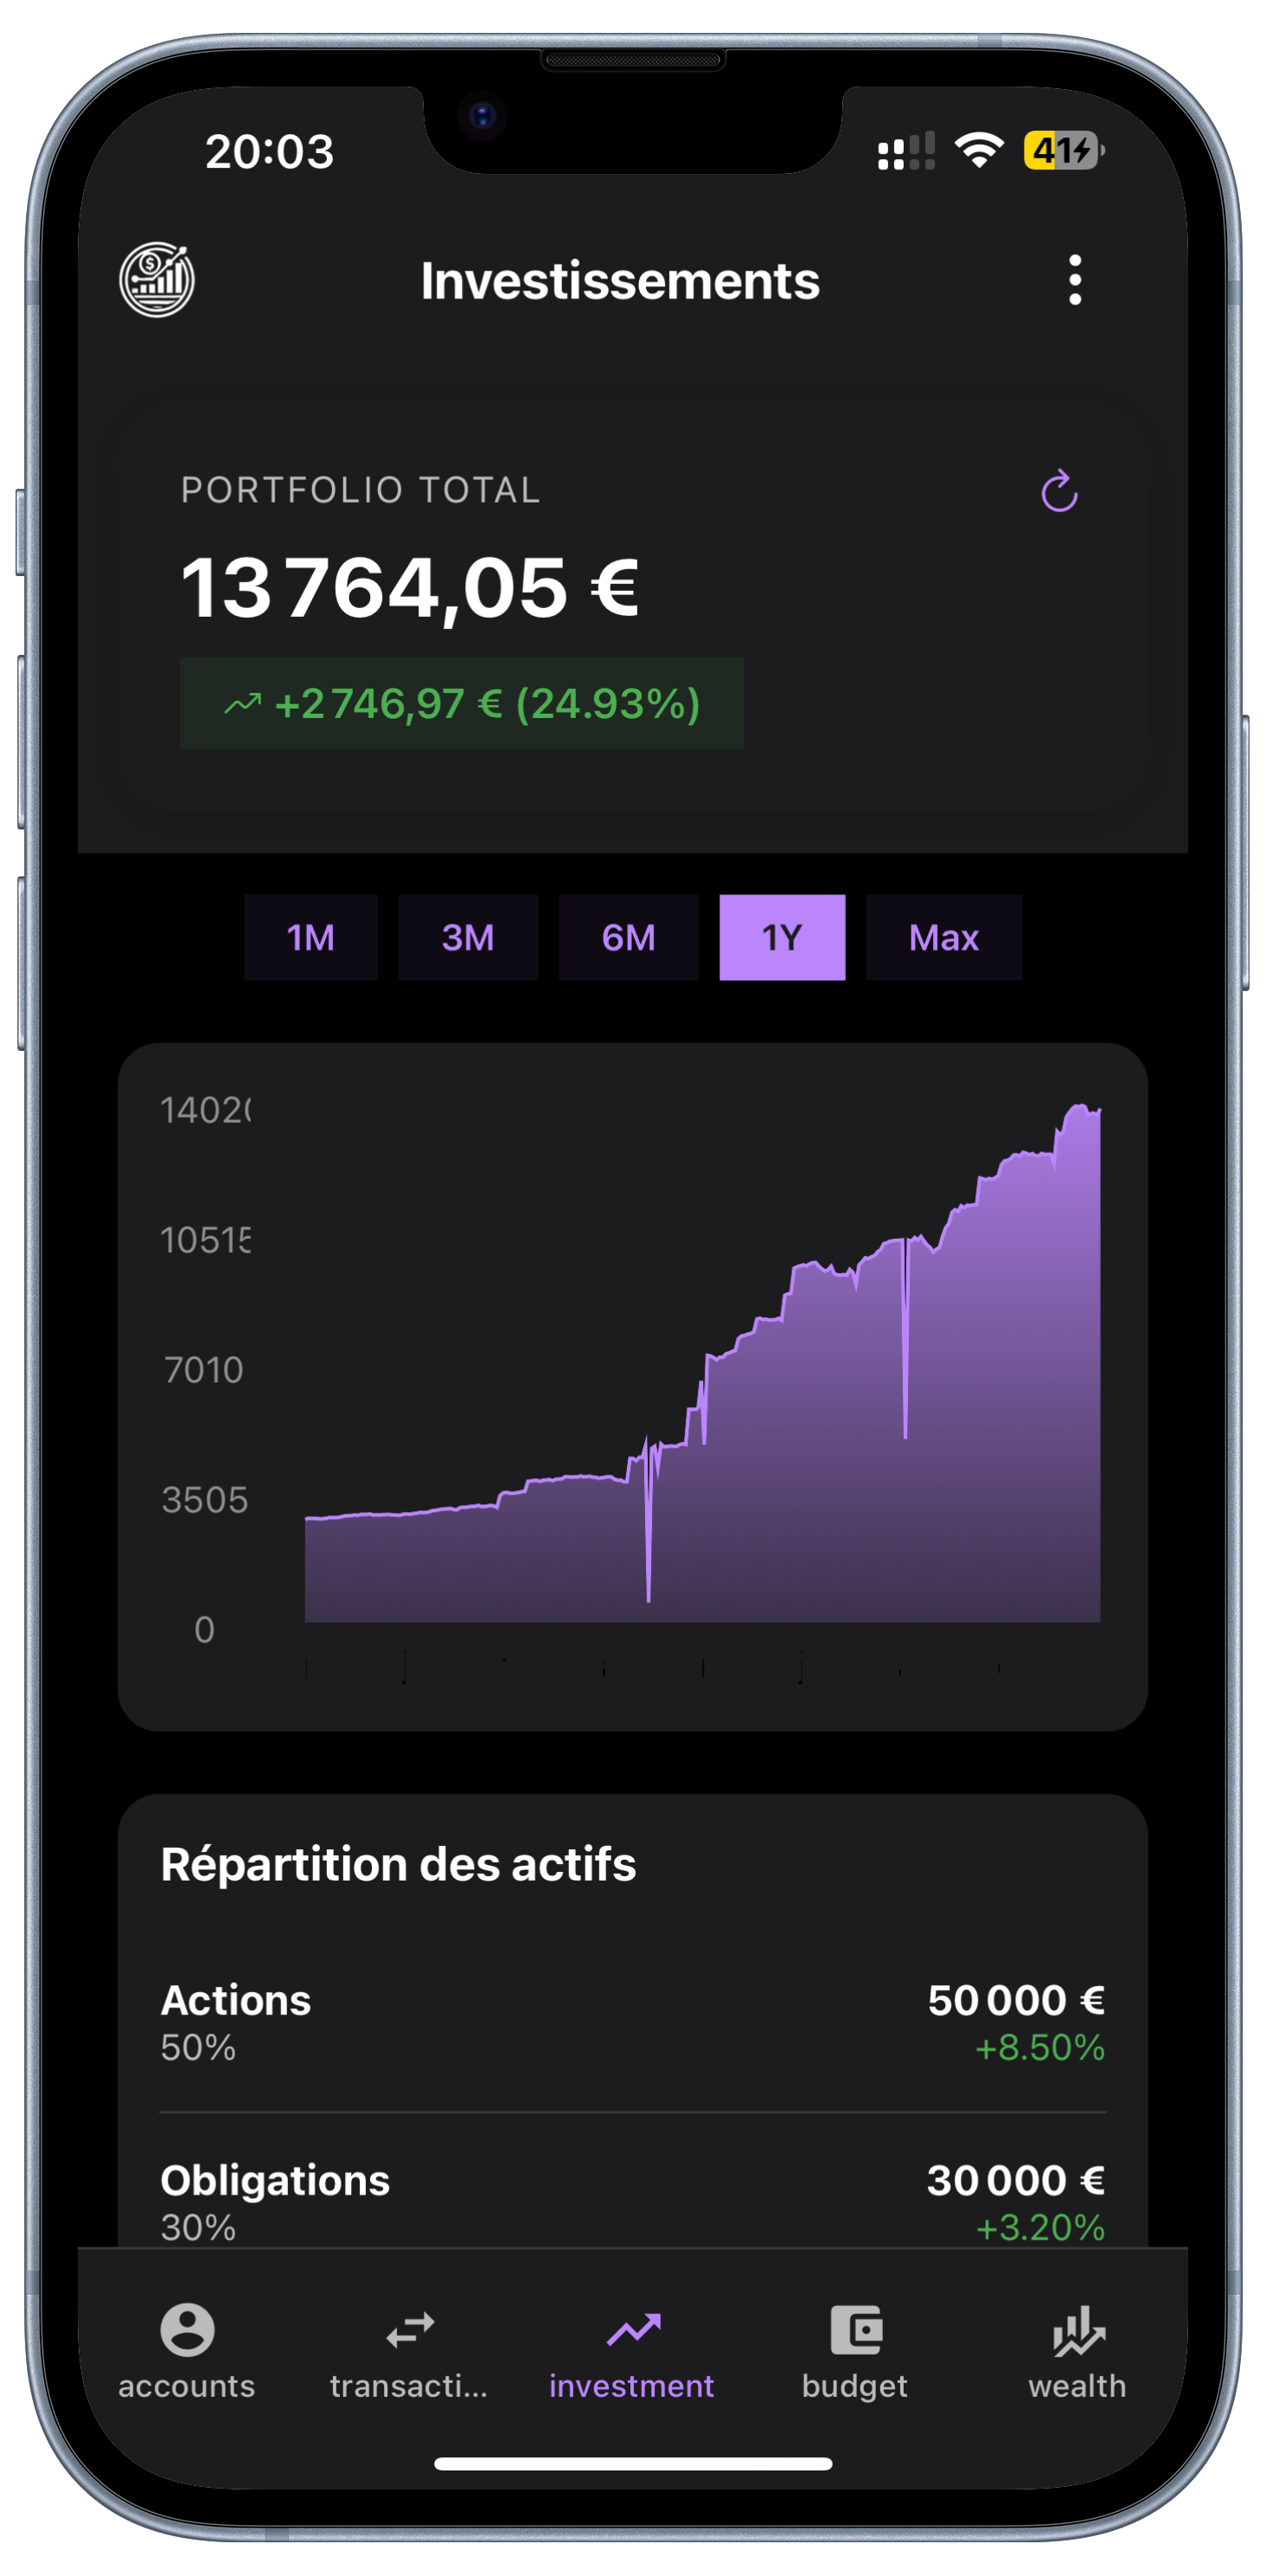 20:03
41
Investissements
PORTFOLIO TOTAL
13 764,05 €
+2 746,97 € (24.93%)
1M 3M 6M 1Y Max
1402
10515
7010
3505
0
Répartition des actifs
Actions 50 000 €
50% +8.50%
Obligations 30 000 €
30% +3.20%
accounts transacti... investment budget wealth